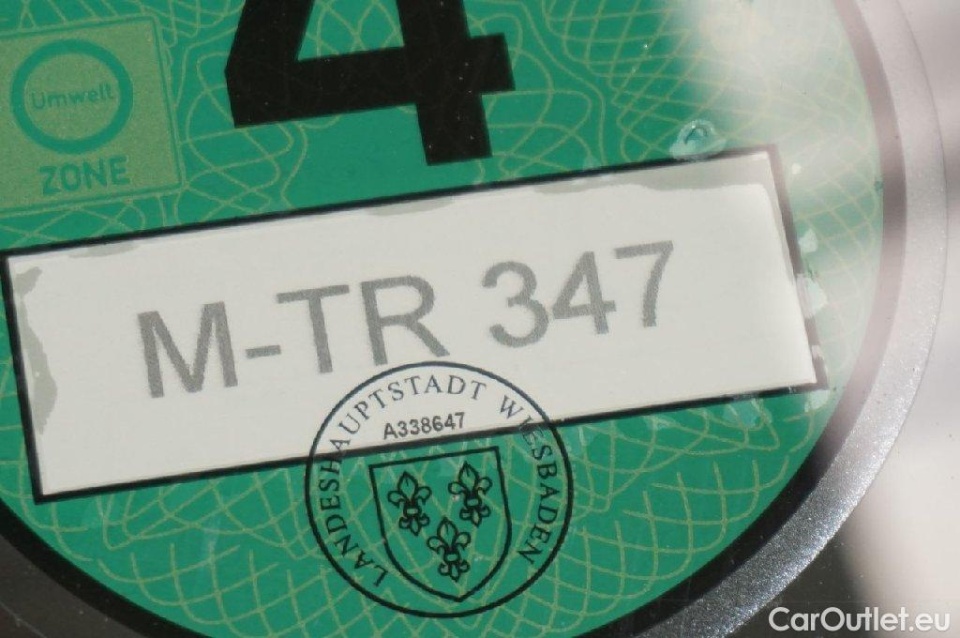 4
Umwelt
ZONE
M-TR 347
LANDESHAUPTSTADT WIESBADEN
A338647
CarOutlet.eu